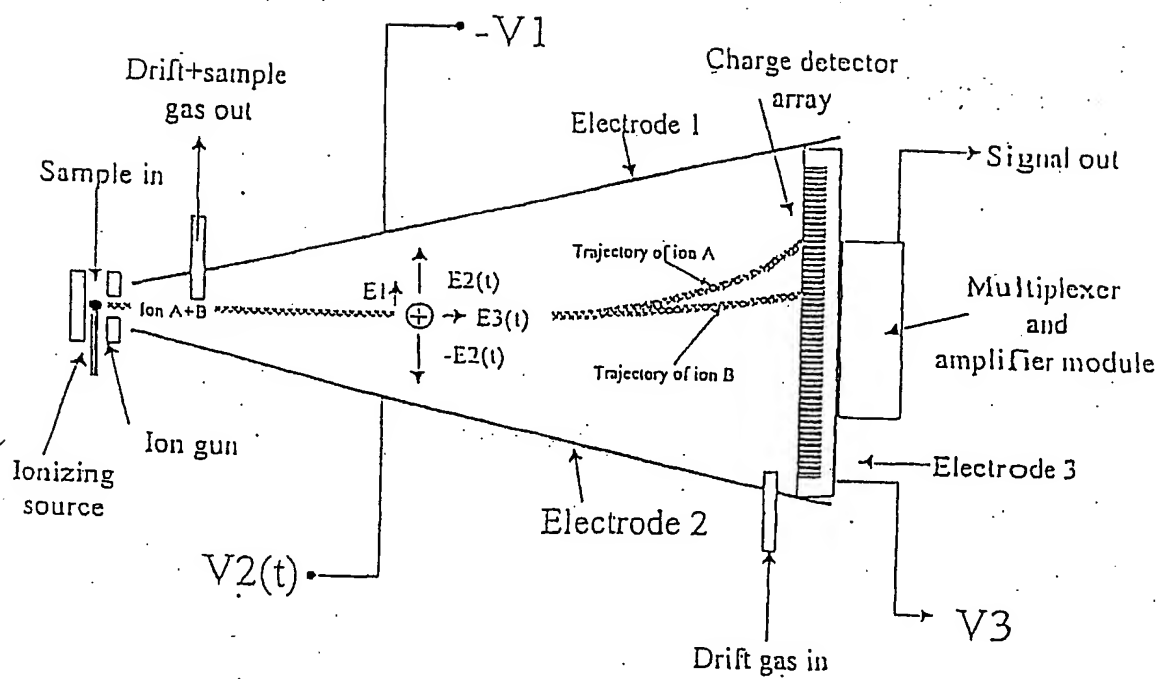 -V1
Drift+sample
gas out
Charge detector
array
Electrode 1
Signal out
Sample in
Trajectory of ion A
E1
E2(t)
Ion A+B
E3(t)
-E2(t)
Multiplexer
and
amplifier module
Trajectory of ion B
Ion gun
Ionizing
source
Electrode 3
Electrode 2
V2(t)
V3
Drift gas in